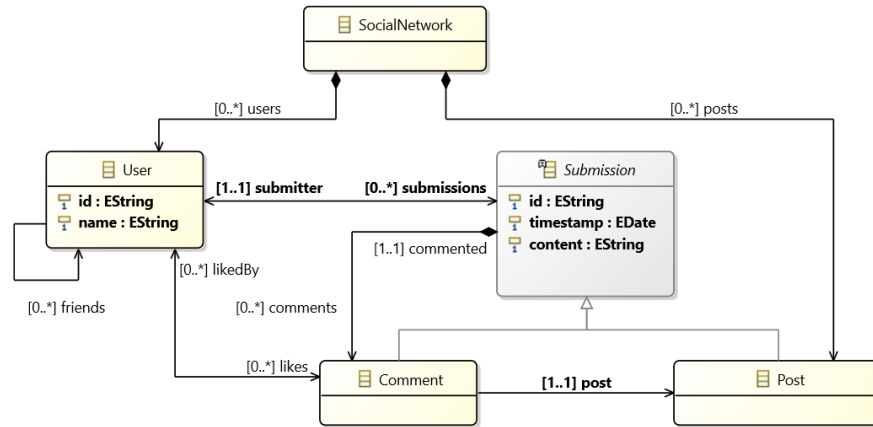 SocialNetwork
[0..*] users
[0..*] posts
User
id : EString
name : EString
[1..1] submitter
[0..*] submissions
Submission
id : EString
timestamp : EDate
content : EString
[1..1] commented
[0..*] likedBy
[0..*] friends
[0..*] comments
[0..*] likes
Comment
[1..1] post
Post